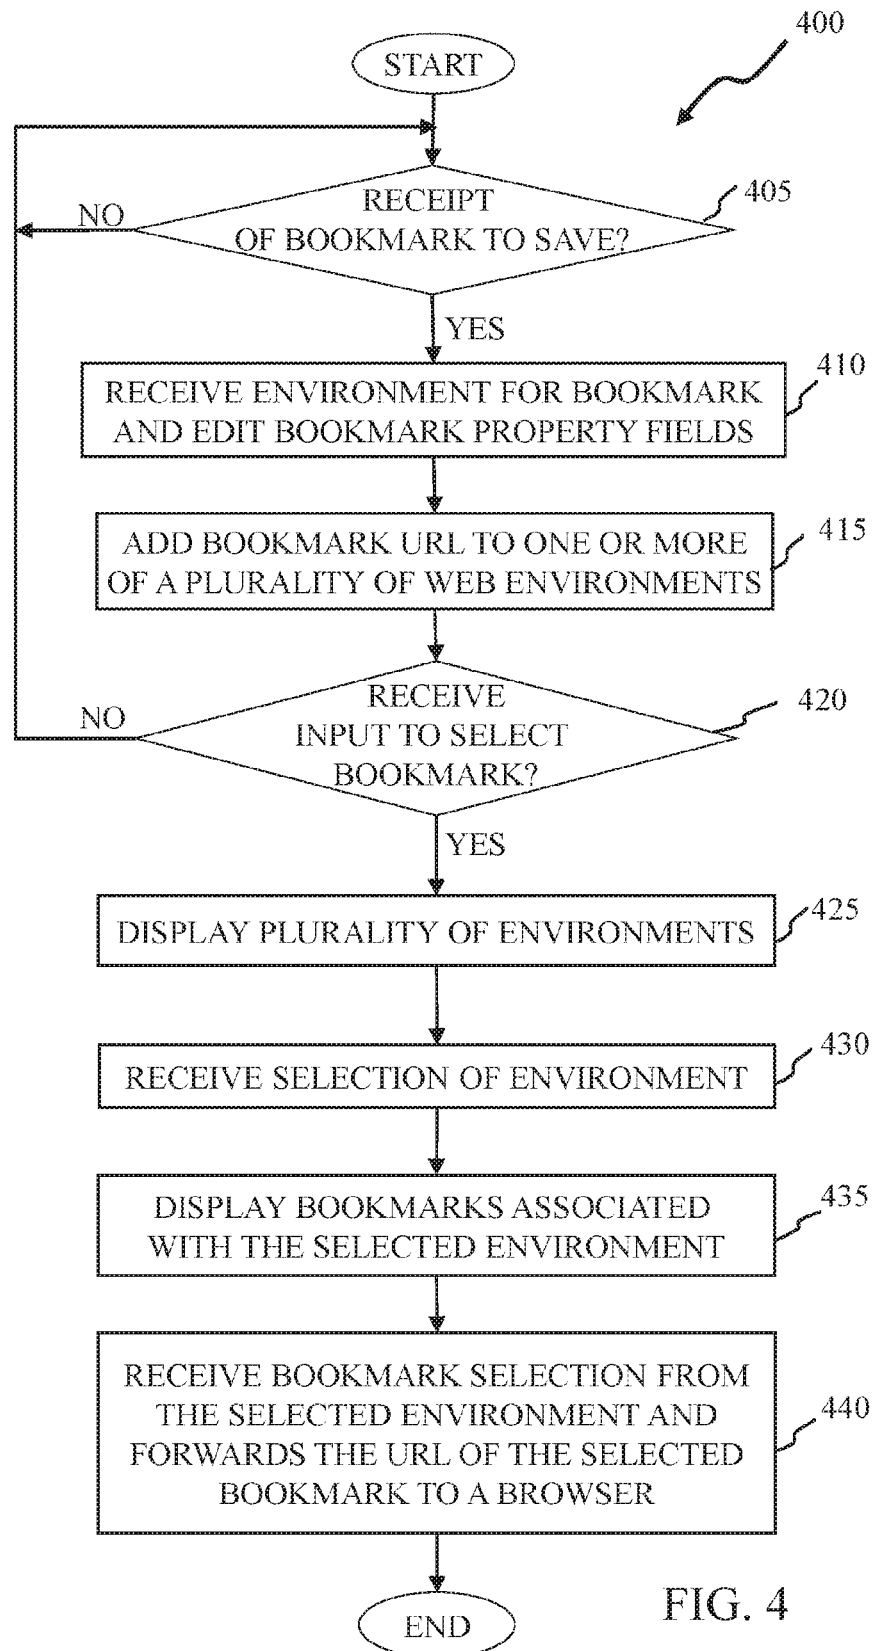 400
START
405
RECEIPT
OF BOOKMARK TO SAVE?
NO
YES
410
RECEIVE ENVIRONMENT FOR BOOKMARK
AND EDIT BOOKMARK PROPERTY FIELDS
415
ADD BOOKMARK URL TO ONE OR MORE
OF A PLURALITY OF WEB ENVIRONMENTS
420
RECEIVE
INPUT TO SELECT
BOOKMARK?
NO
YES
425
DISPLAY PLURALITY OF ENVIRONMENTS
430
RECEIVE SELECTION OF ENVIRONMENT
435
DISPLAY BOOKMARKS ASSOCIATED
WITH THE SELECTED ENVIRONMENT
440
RECEIVE BOOKMARK SELECTION FROM
THE SELECTED ENVIRONMENT AND
FORWARDS THE URL OF THE SELECTED
BOOKMARK TO A BROWSER
END
FIG. 4